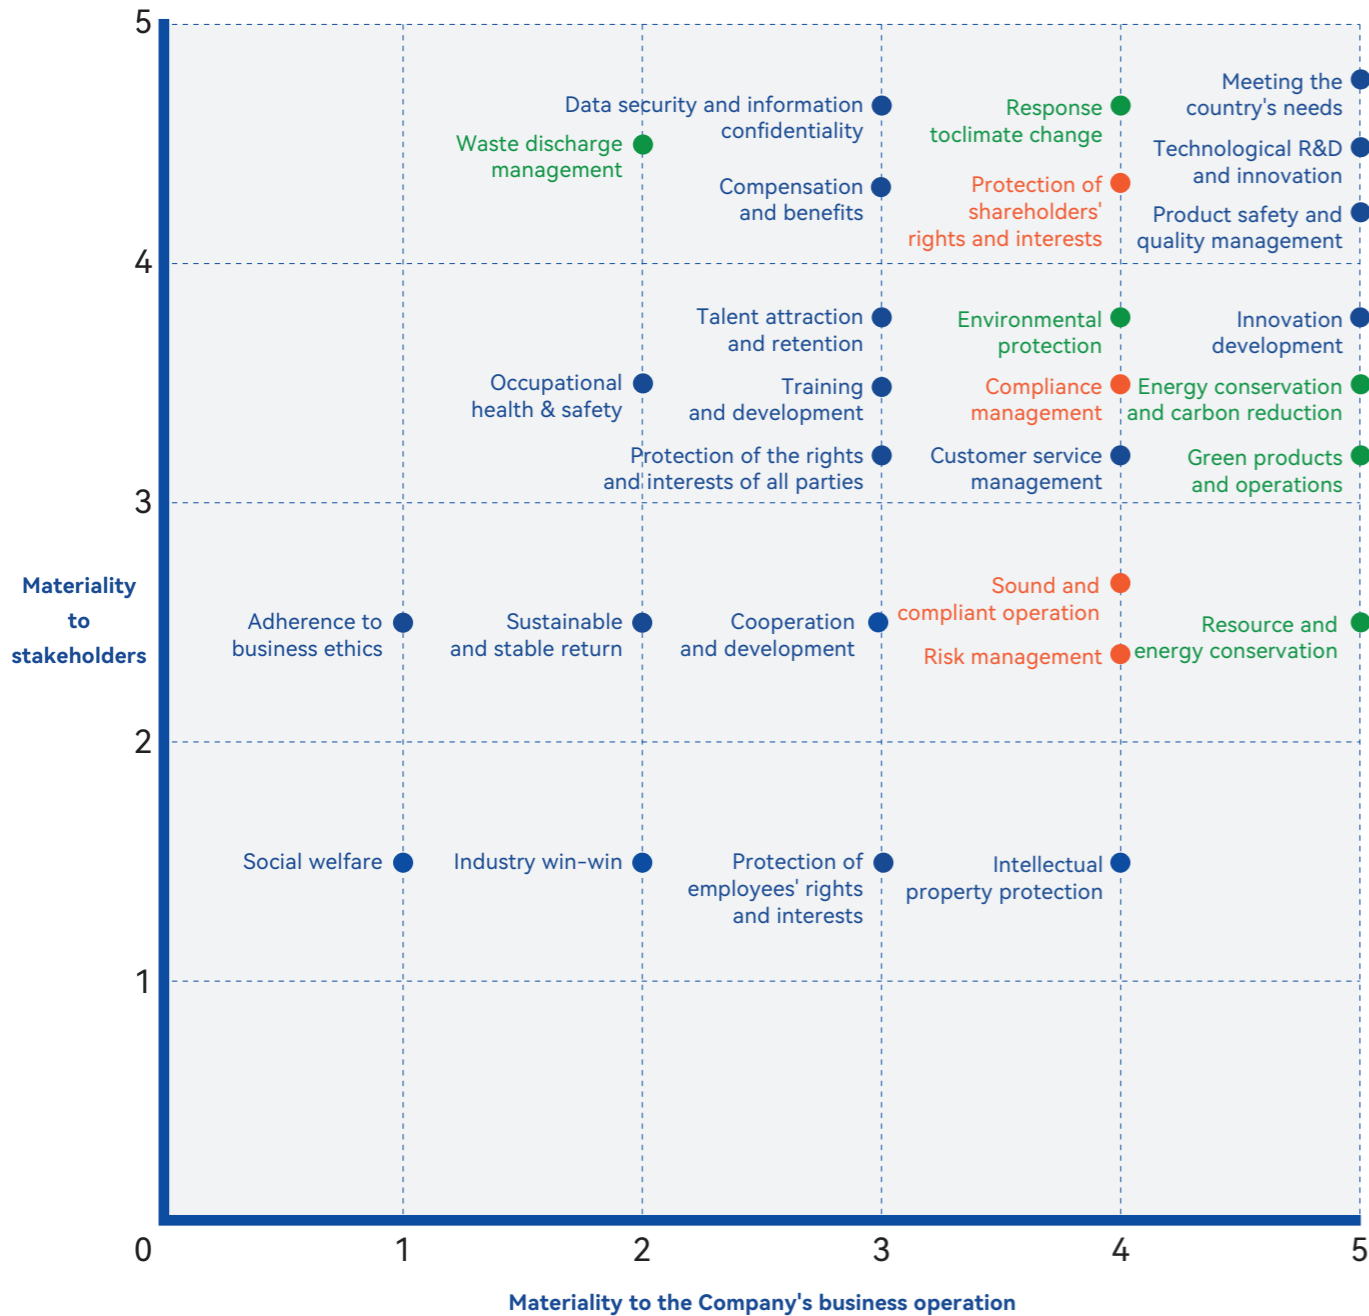 5
Data security and information
confidentiality
Response
toclimate change
Meeting the
country's needs
Waste discharge
management
Technological R&D
and innovation
Compensation
and benefits
Protection of
shareholders'
rights and interests
Product safety and
quality management
4
Talent attraction
and retention
Environmental
protection
Innovation
development
Occupational
health & safety
Training
and development
Compliance
management
Energy conservation
and carbon reduction
Protection of the rights
and interests of all parties
Customer service
management
Green products
and operations
3
Materiality
to
stakeholders
Adherence to
business ethics
Sustainable
and stable return
Cooperation
and development
Sound and
compliant operation
Risk management
Resource and
energy conservation
2
Social welfare
Industry win-win
Protection of
employees' rights
and interests
Intellectual
property protection
1
0
1
2
3
4
5
Materiality to the Company's business operation